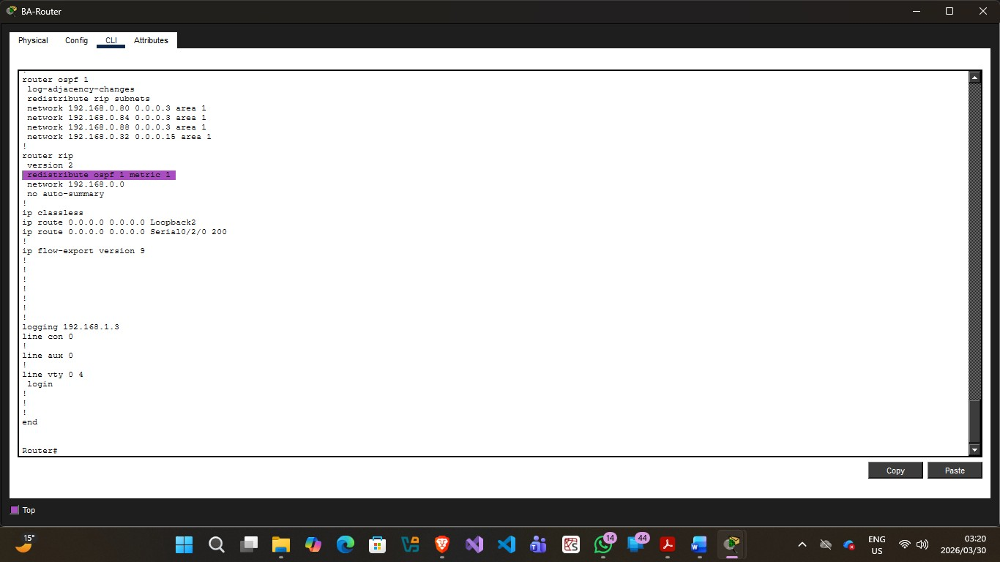 BA-Router
Physical Config CLI Attributes
!
router ospf 1
log-adjacency-changes
redistribute rip subnets
network 192.168.0.80 0.0.0.3 area 1
network 192.168.0.84 0.0.0.3 area 1
network 192.168.0.88 0.0.0.3 area 1
network 192.168.0.32 0.0.0.15 area 1
!
router rip
version 2
redistribute ospf 1 metric 1
network 192.168.0.0
no auto-summary
!
ip classless
ip route 0.0.0.0 0.0.0.0 Loopback2
ip route 0.0.0.0 0.0.0.0 Serial0/2/0 200
!
ip flow-export version 9
!
!
!
!
!
!
!
logging 192.168.1.3
line con 0
!
line aux 0
!
line vty 0 4
login
!
!
!
end
Router#
Copy Paste
Top
15°
14
44
ENG
US
03:20
2026/03/30